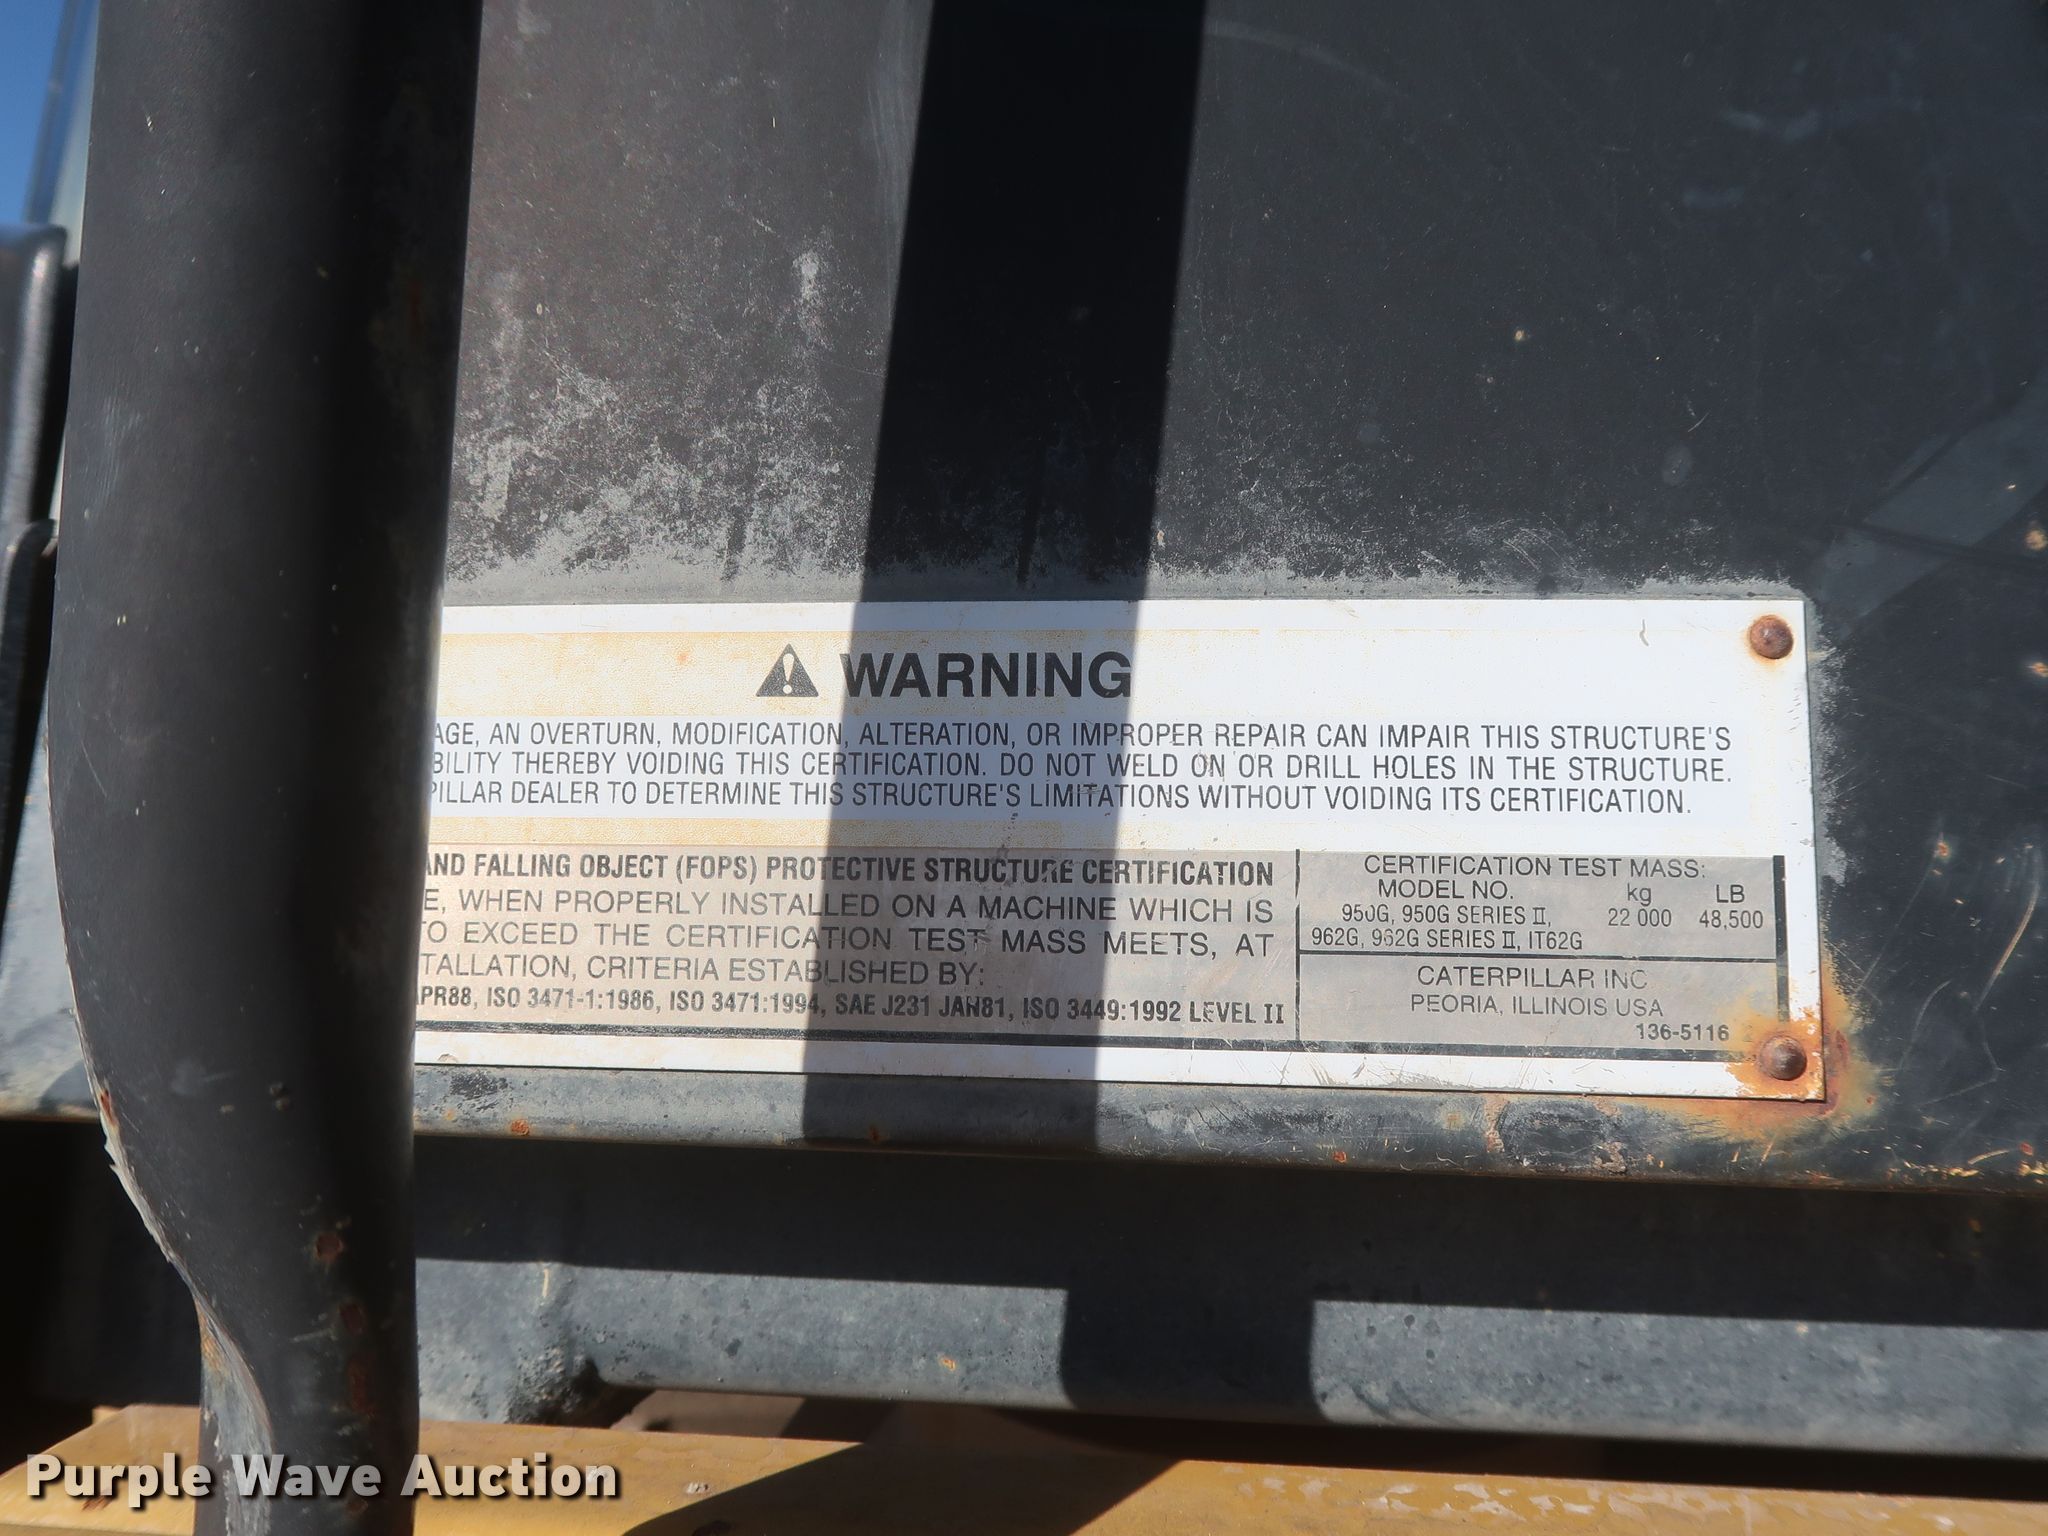 WARNING
AGE, AN OVERTURN, MODIFICATION, ALTERATION, OR IMPROPER REPAIR CAN IMPAIR THIS STRUCTURE'S
BILITY THEREBY VOIDING THIS CERTIFICATION. DO NOT WELD ON OR DRILL HOLES IN THE STRUCTURE.
PILLAR DEALER TO DETERMINE THIS STRUCTURE'S LIMITATIONS WITHOUT VOIDING ITS CERTIFICATION.
AND FALLING OBJECT (FOPS) PROTECTIVE STRUCTURE CERTIFICATION
E, WHEN PROPERLY INSTALLED ON A MACHINE WHICH IS
TO EXCEED THE CERTIFICATION TEST MASS MEETS, AT
TALLATION, CRITERIA ESTABLISHED BY:
APR88, ISO 3471-1:1986, ISO 3471:1994, SAE J231 JAN81, ISO 3449:1992 LEVEL II
CERTIFICATION TEST MASS:
MODEL NO. kg LB
950G, 950G SERIES II, 22 000 48,500
962G, 962G SERIES II, IT62G
CATERPILLAR INC
PEORIA, ILLINOIS USA
136-5116
Purple Wave Auction